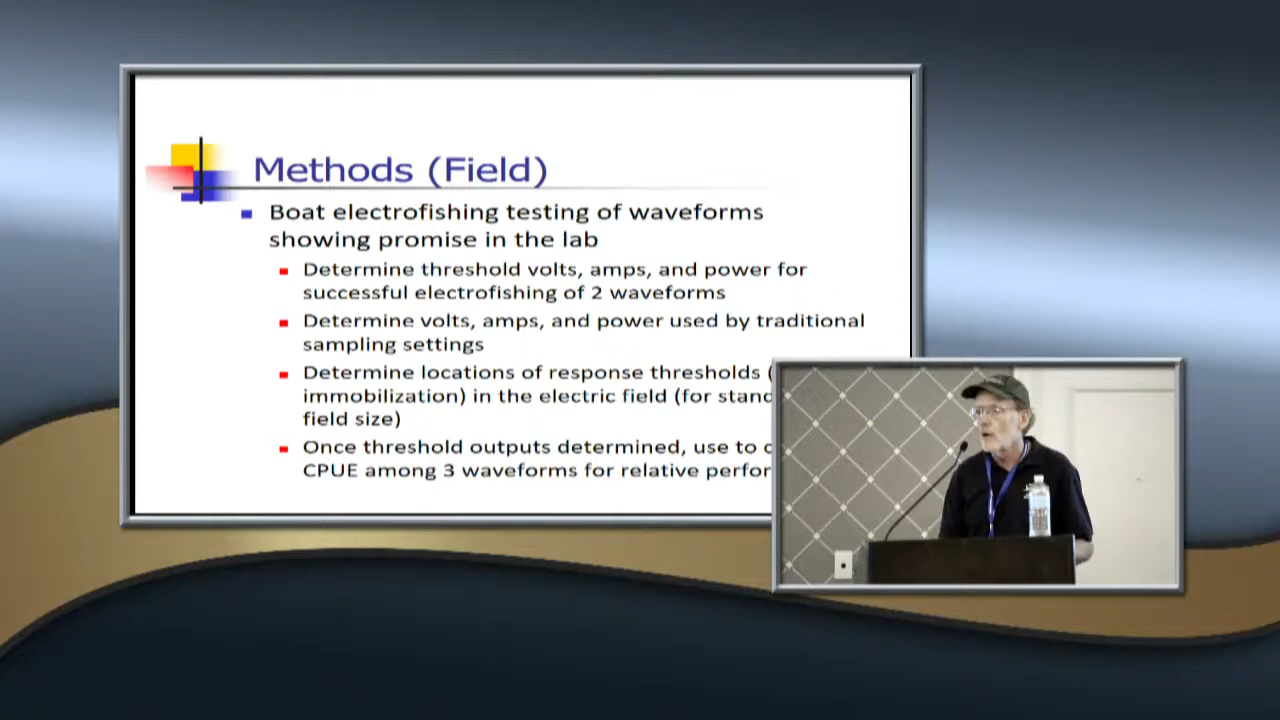 Methods (Field)
Boat electrofishing testing of waveforms
showing promise in the lab
Determine threshold volts, amps, and power for
successful electrofishing of 2 waveforms
Determine volts, amps, and power used by traditional
sampling settings
Determine locations of response thresholds (
immobilization) in the electric field (for stand
field size)
Once threshold outputs determined, use to c
CPUE among 3 waveforms for relative perfor